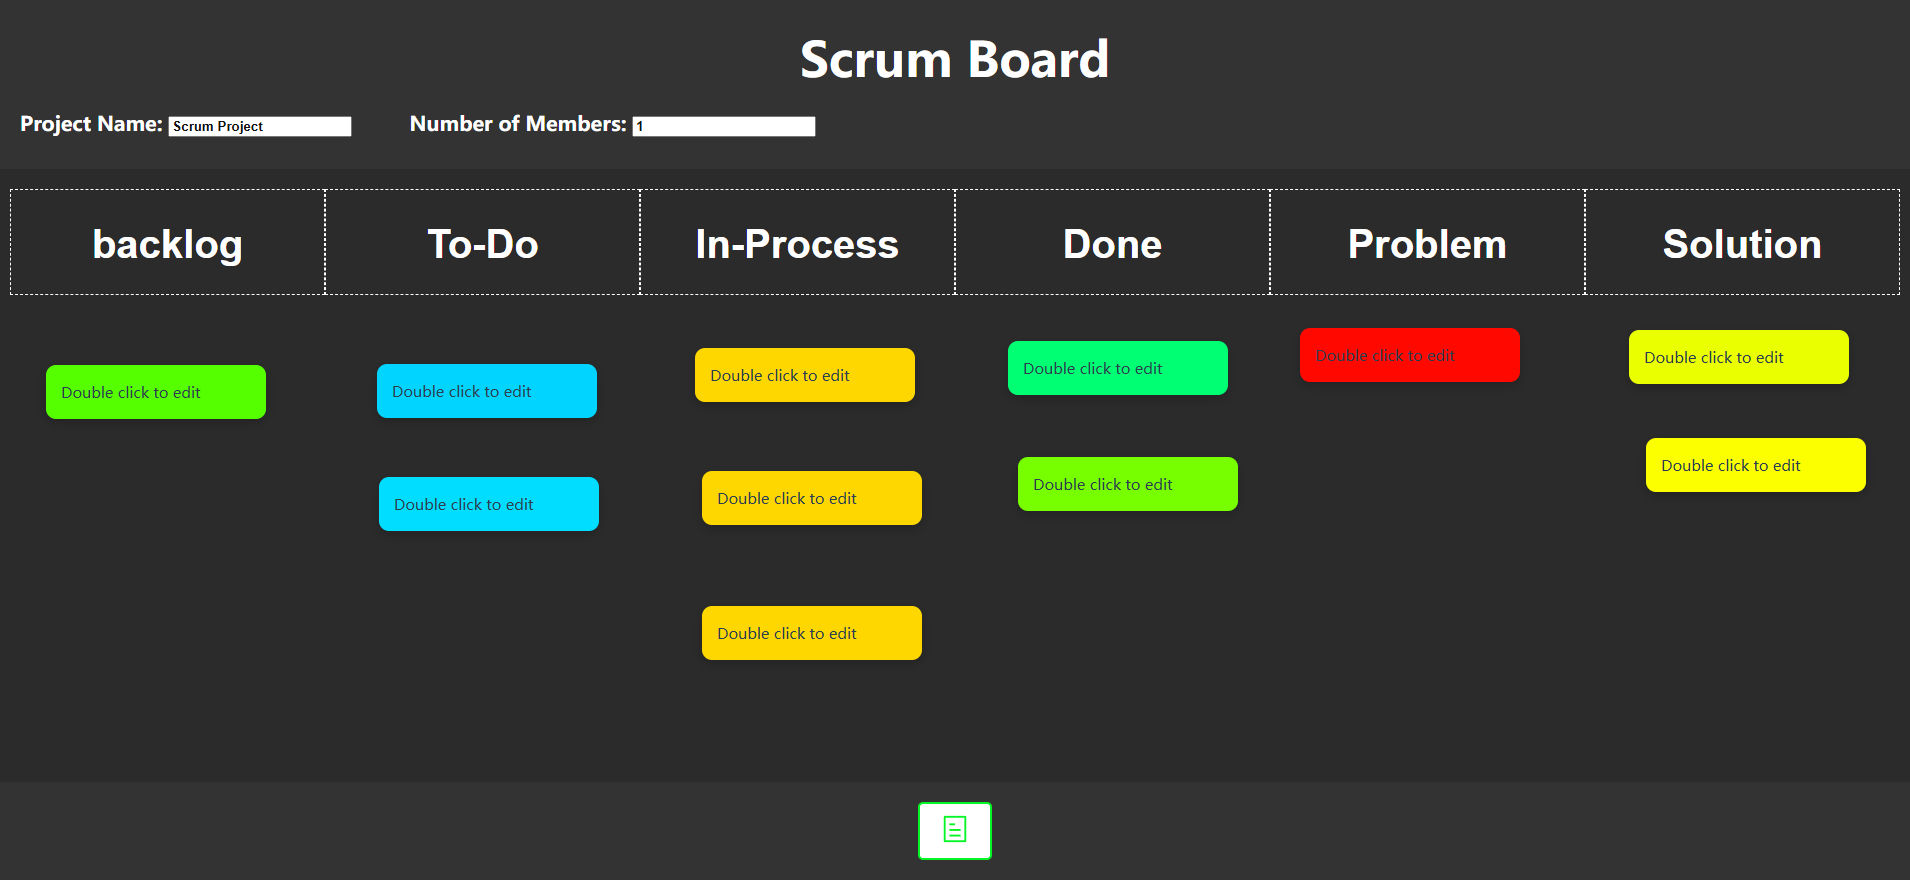 Scrum Board
Project Name: Scrum Project
Number of Members: 1
backlog
To-Do
In-Process
Done
Problem
Solution
Double click to edit
Double click to edit
Double click to edit
Double click to edit
Double click to edit
Double click to edit
Double click to edit
Double click to edit
Double click to edit
Double click to edit
Double click to edit